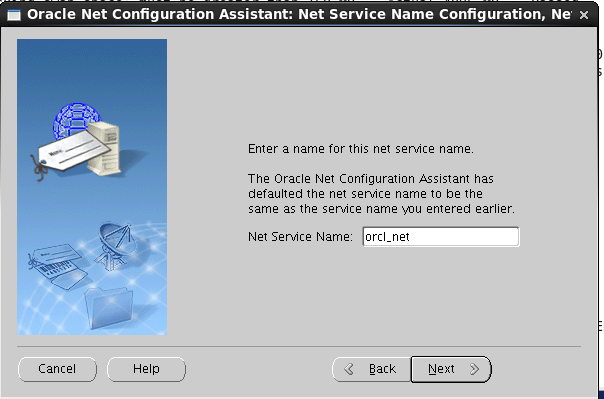 Oracle Net Configuration Assistant: Net Service Name Configuration, Ne
Enter a name for this net service name.
The Oracle Net Configuration Assistant has
defaulted the net service name to be the
same as the service name you entered earlier.
Net Service Name: orcl_net
Cancel Help Back Next